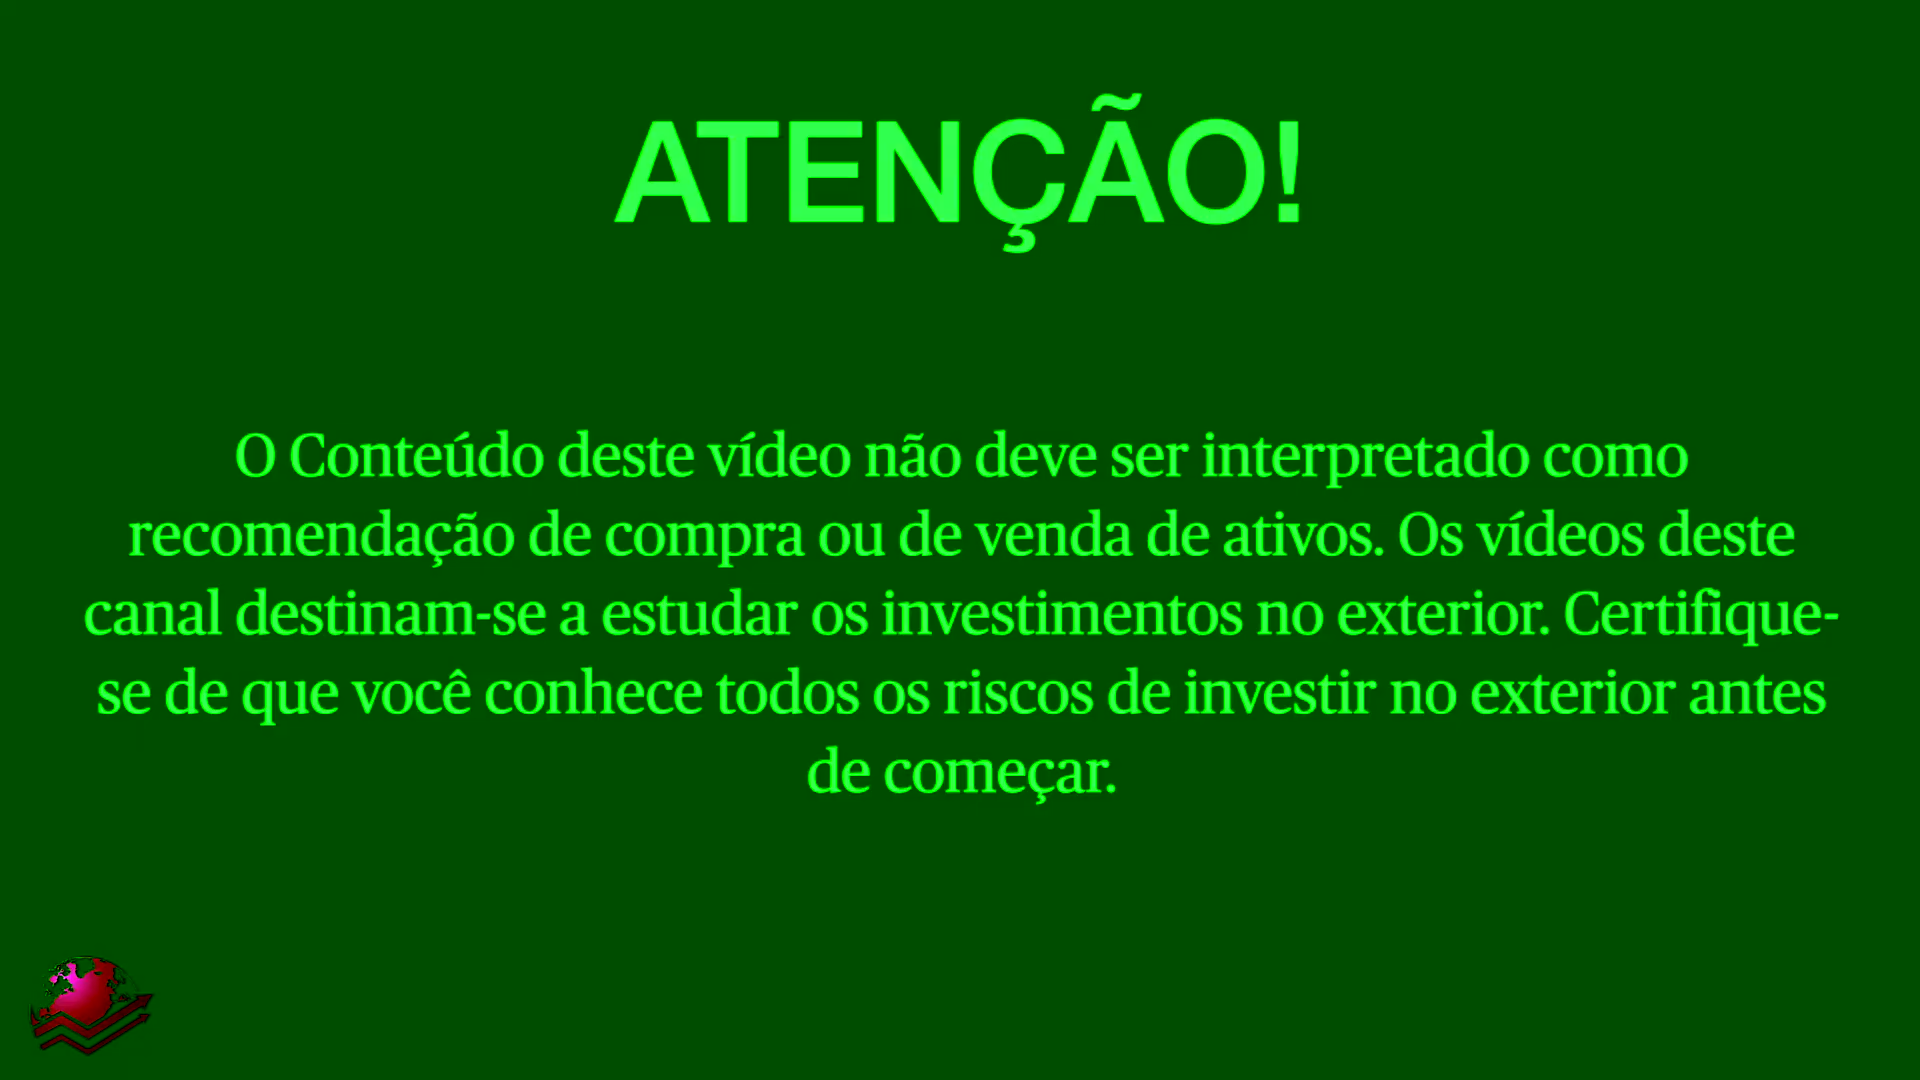 ATENÇÃO!
O Conteúdo deste vídeo não deve ser interpretado como
recomendação de compra ou de venda de ativos. Os vídeos deste
canal destinam-se a estudar os investimentos no exterior. Certifique-
se de que você conhece todos os riscos de investir no exterior antes
de começar.